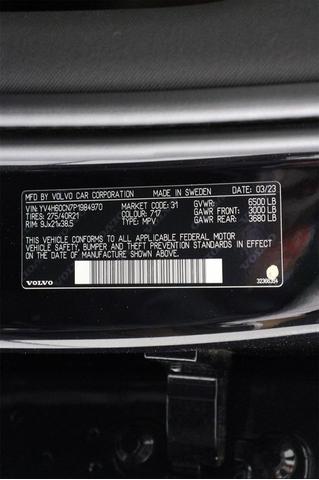 MFD BY VOLVO CAR CORPORATION MADE IN SWEDEN DATE: 03/23
VIN: YV4H60CN7P1984970 MARKET CODE: 31 GVWR: 6500 LB
TIRES: 275/40R21 COLOUR: 717 GAWR FRONT: 3000 LB
RIM: 9Jx21x38.5 TYPE: MPV GAWR REAR: 3680 LB
THIS VEHICLE CONFORMS TO ALL APPLICABLE FEDERAL MOTOR
VEHICLE SAFETY, BUMPER AND THEFT PREVENTION STANDARDS IN
EFFECT ON THE DATE OF MANUFACTURE SHOWN ABOVE.
VOLVO